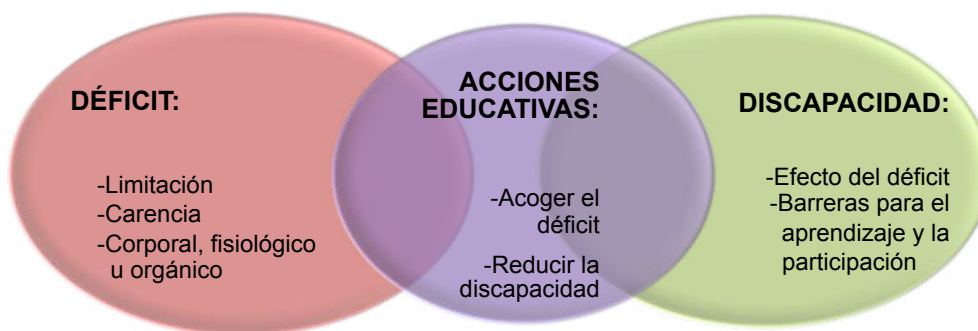 DÉFICIT:
-Limitación
-Carencia
-Corporal, fisiológico
u orgánico
ACCIONES
EDUCATIVAS:
-Acoger el
déficit
-Reducir la
discapacidad
DISCAPACIDAD:
-Efecto del déficit
-Barreras para el
aprendizaje y la
participación